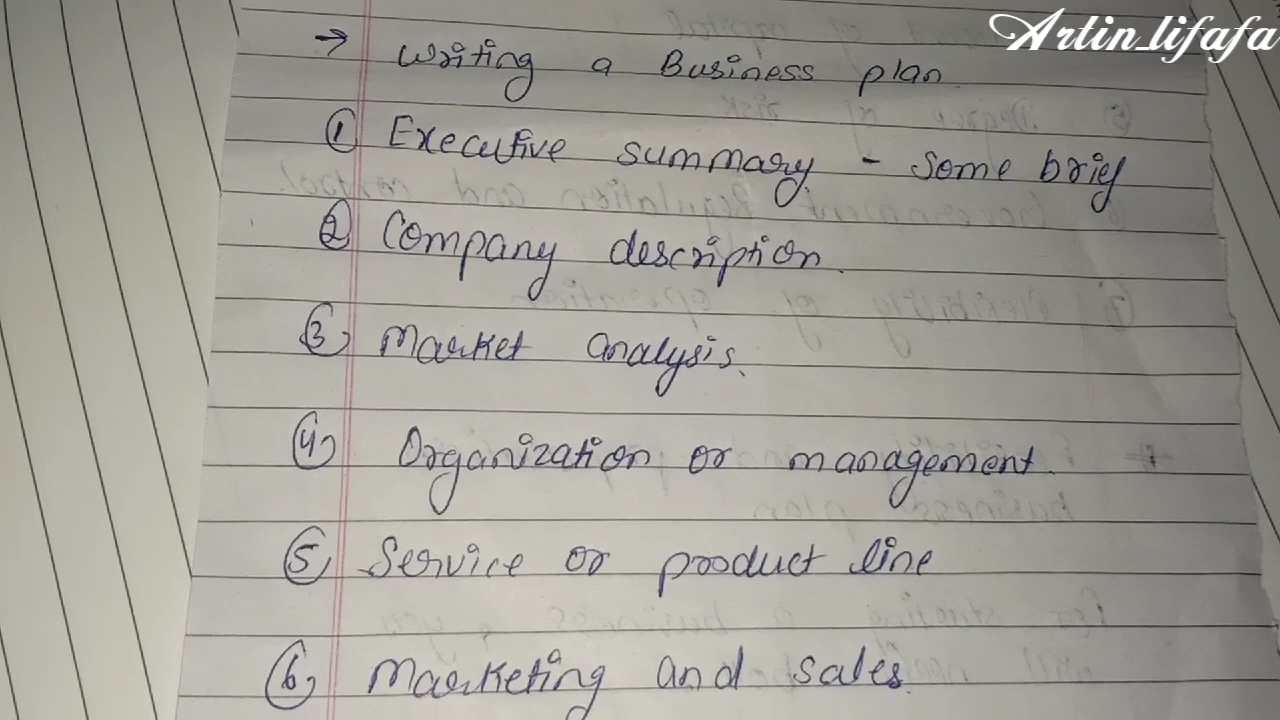 Artin_lifafa
→ Writing a Business plan
① Executive summary - Some brief
② Company description.
③ Market analysis.
④ Organization or management.
⑤ Service or product line
⑥ Marketing and sales.